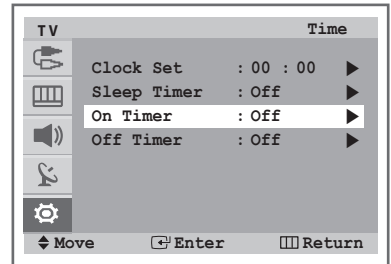 TV Time
Clock Set : 00 : 00
Sleep Timer : Off
On Timer : Off
Off Timer : Off
Move Enter Return